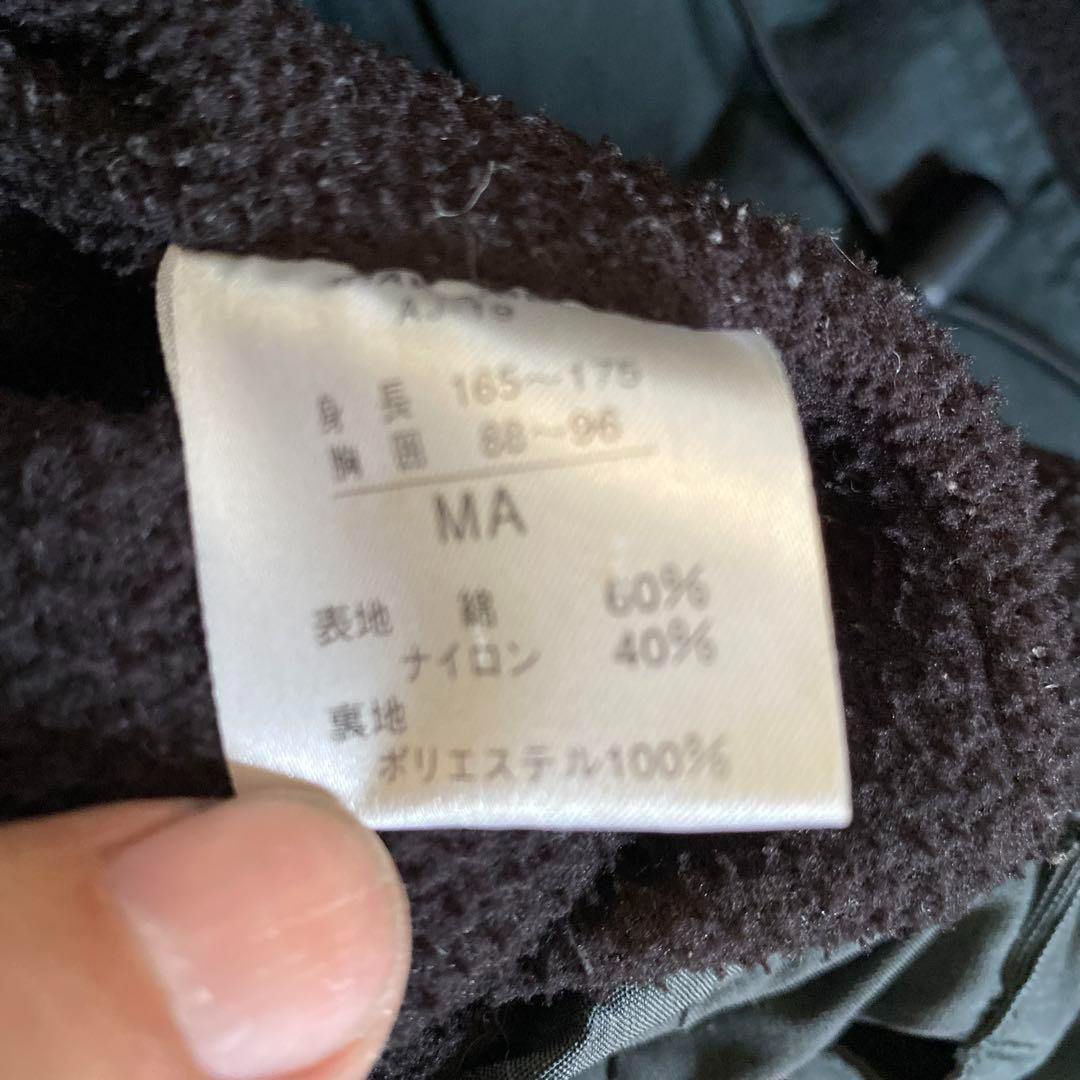 身長 165～175
胸囲 88～96
MA
表地 綿 60%
ナイロン 40%
裏地
ポリエステル100%